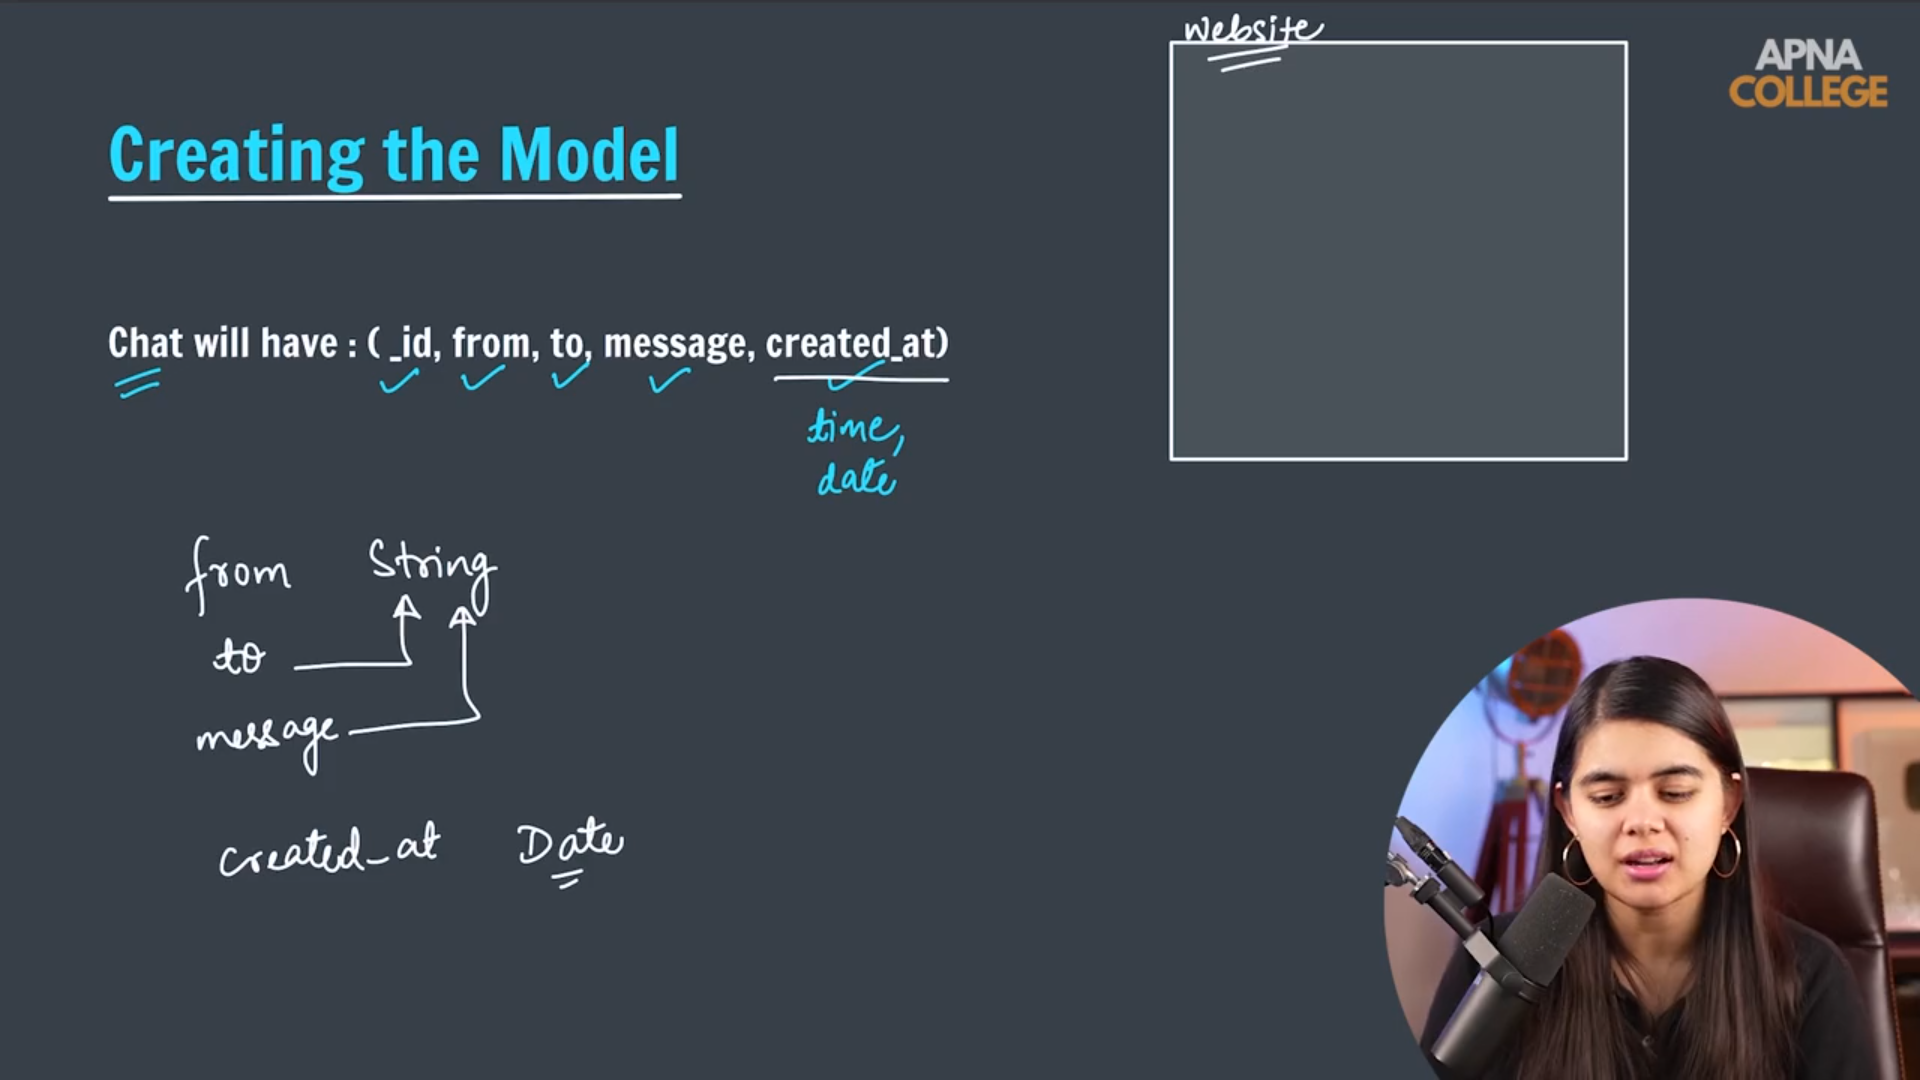 website
APNA
COLLEGE
Creating the Model
Chat will have : ( _id, from, to, message, created_at)
time,
date
from String
to
message
created_at Date